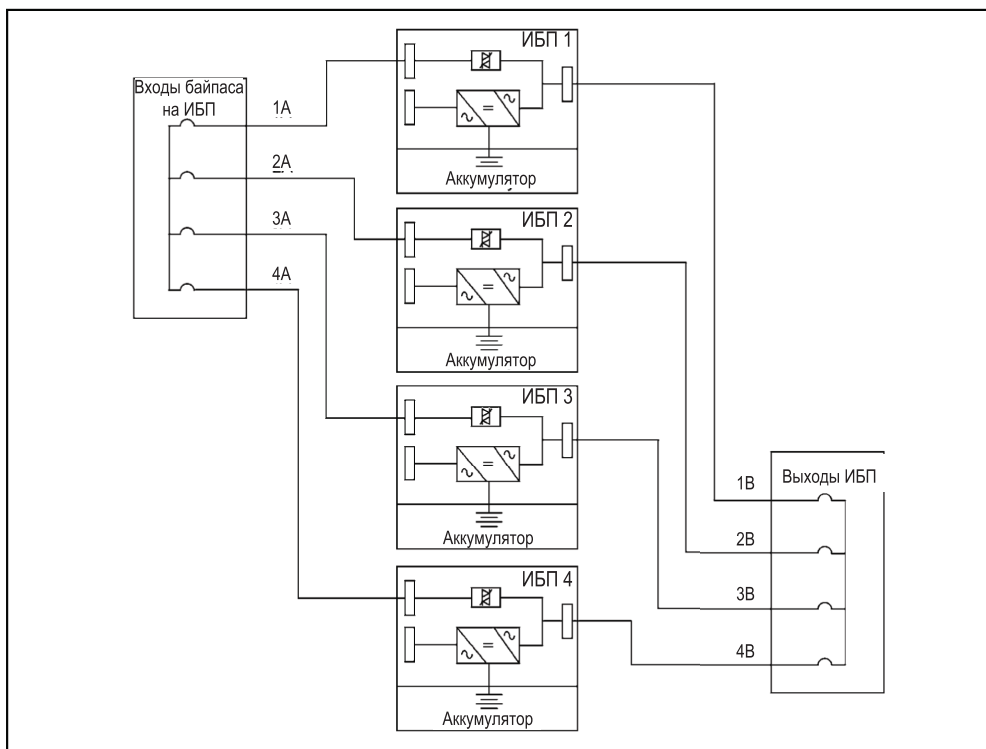 ИБП 1
Входы байпаса
на ИБП
1A
Аккумулятор
2A
ИБП 2
3A
4A
Аккумулятор
ИБП 3
Выходы ИБП
1B
Аккумулятор
2B
ИБП 4
3B
4B
Аккумулятор